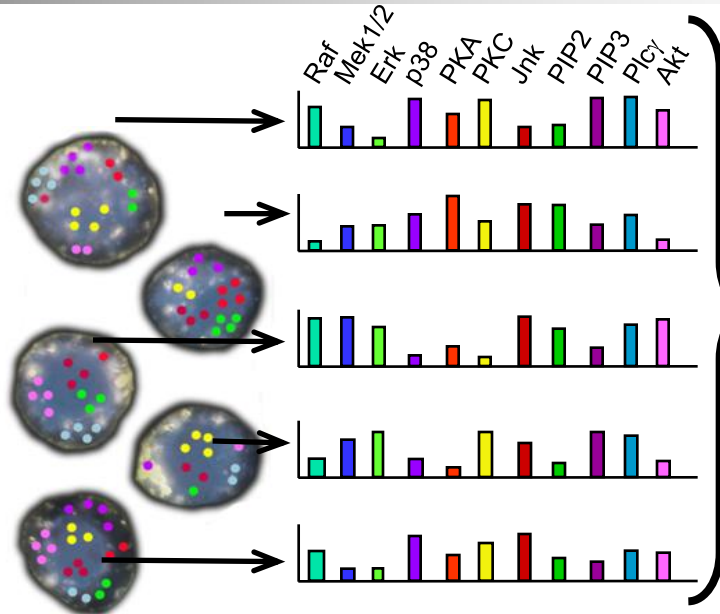 Raf
Mek1/2
Erk
p38
PKA
PKC
Jnk
PIP2
PIP3
Plcγ
Akt